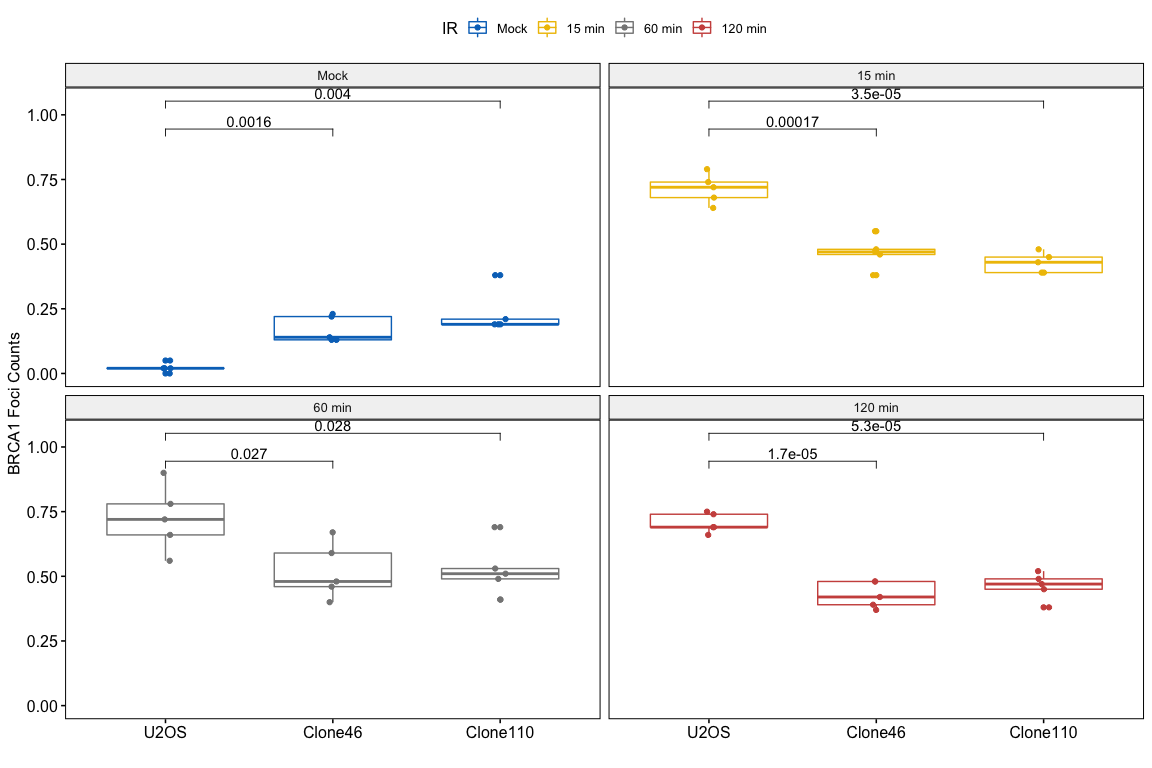 IR Mock 15 min 60 min 120 min
Mock
15 min
0.004
0.0016
3.5e-05
0.00017
1.00
0.75
0.50
0.25
0.00
BRCA1 Foci Counts
60 min
120 min
0.028
0.027
5.3e-05
1.7e-05
1.00
0.75
0.50
0.25
0.00
U2OS Clone46 Clone110
U2OS Clone46 Clone110